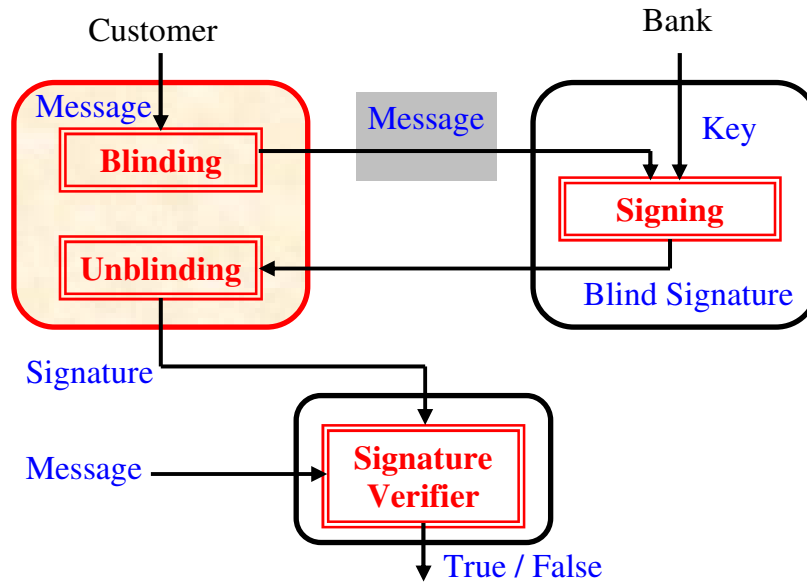 Customer
Bank
Message
Message
Key
Blinding
Signing
Unblinding
Blind Signature
Signature
Message
Signature
Verifier
True / False